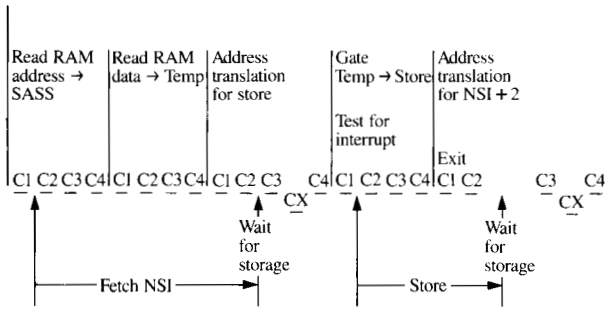 Read RAM
address →
SASS
Read RAM
data → Temp
Address
translation
for store
Gate
Temp → Store
Test for
interrupt
Address
translation
for NSI + 2
Exit
C1 C2 C3 C4 C1 C2 C3 C4 C1 C2 C3 C4 C1 C2 C3 C4 C1 C2 C3 C4
CX CX
Wait
for
storage
Wait
for
storage
Fetch NSI
Store